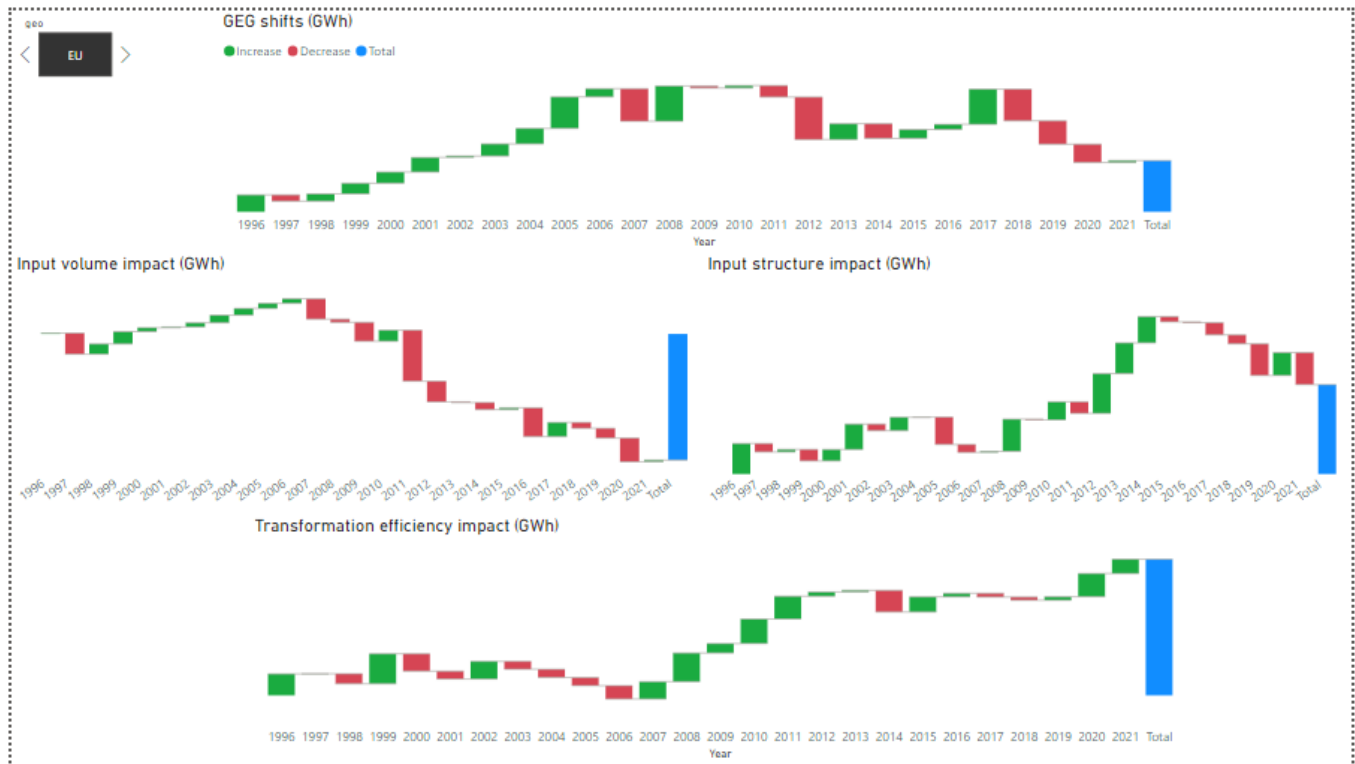 geo
EU
GEG shifts (GWh)
Increase Decrease Total
1996 1997 1998 1999 2000 2001 2002 2003 2004 2005 2006 2007 2008 2009 2010 2011 2012 2013 2014 2015 2016 2017 2018 2019 2020 2021 Total
Year
Input volume impact (GWh)
1996 1997 1998 1999 2000 2001 2002 2003 2004 2005 2006 2007 2008 2009 2010 2011 2012 2013 2014 2015 2016 2017 2018 2019 2020 2021 Total
Input structure impact (GWh)
1996 1997 1998 1999 2000 2001 2002 2003 2004 2005 2006 2007 2008 2009 2010 2011 2012 2013 2014 2015 2016 2017 2018 2019 2020 2021 Total
Transformation efficiency impact (GWh)
1996 1997 1998 1999 2000 2001 2002 2003 2004 2005 2006 2007 2008 2009 2010 2011 2012 2013 2014 2015 2016 2017 2018 2019 2020 2021 Total
Year